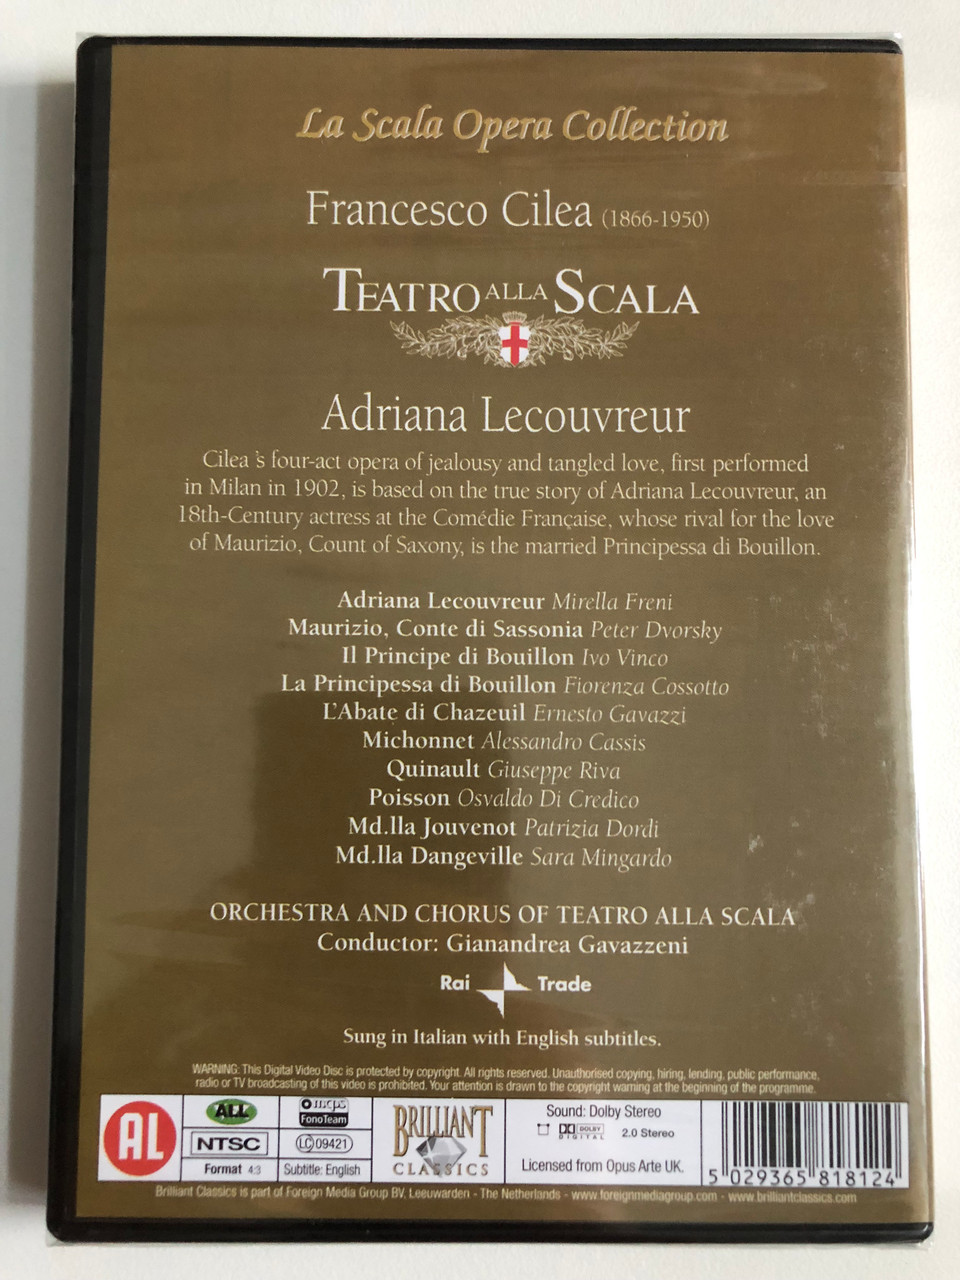 La Scala Opera Collection
Francesco Cilea (1866-1950)
TEATRO ALLA SCALA
Adriana Lecouvreur
Cilea 's four-act opera of jealousy and tangled love, first performed
in Milan in 1902, is based on the true story of Adriana Lecouvreur, an
18th-Century actress at the Comédie Française, whose rival for the love
of Maurizio, Count of Saxony, is the married Principessa di Bouillon.
Adriana Lecouvreur Mirella Freni
Maurizio, Conte di Sassonia Peter Dvorsky
Il Principe di Bouillon Ivo Vinco
La Principessa di Bouillon Fiorenza Cossotto
L'Abate di Chazeuil Ernesto Gavazzi
Michonnet Alessandro Cassis
Quinault Giuseppe Riva
Poisson Osvaldo Di Credico
Md.lla Jouvenot Patrizia Dordi
Md.lla Dangeville Sara Mingardo
ORCHESTRA AND CHORUS OF TEATRO ALLA SCALA
Conductor: Gianandrea Gavazzeni
Rai Trade
Sung in Italian with English subtitles.
WARNING: This Digital Video Disc is protected by copyright. All rights reserved. Unauthorised copying, hiring, lending, public performance,
radio or TV broadcasting of this video is prohibited. Your attention is drawn to the copyright warning at the beginning of the programme.
AL
ALL
NTSC
Format 4:3
mcps
FonoTeam
LC 09421
Subtitle: English
BRILLIANT
CLASSICS
Sound: Dolby Stereo
DOLBY
DIGITAL
2.0 Stereo
Licensed from Opus Arte UK.
5 029365 818124
Brilliant Classics is part of Foreign Media Group BV, Leeuwarden - The Netherlands - www.foreignmediagroup.com - www.brilliantclassics.com